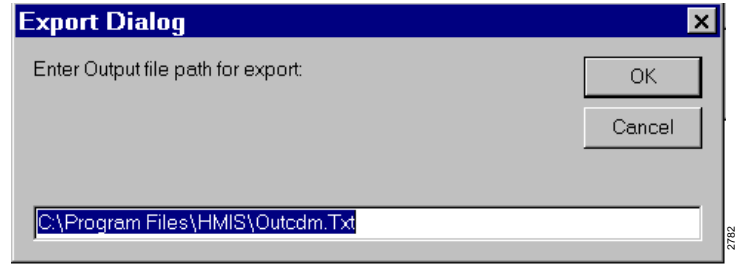 Export Dialog
Enter Output file path for export:
OK
Cancel
C:\Program Files\HMIS\Outcdm.Txt
2782